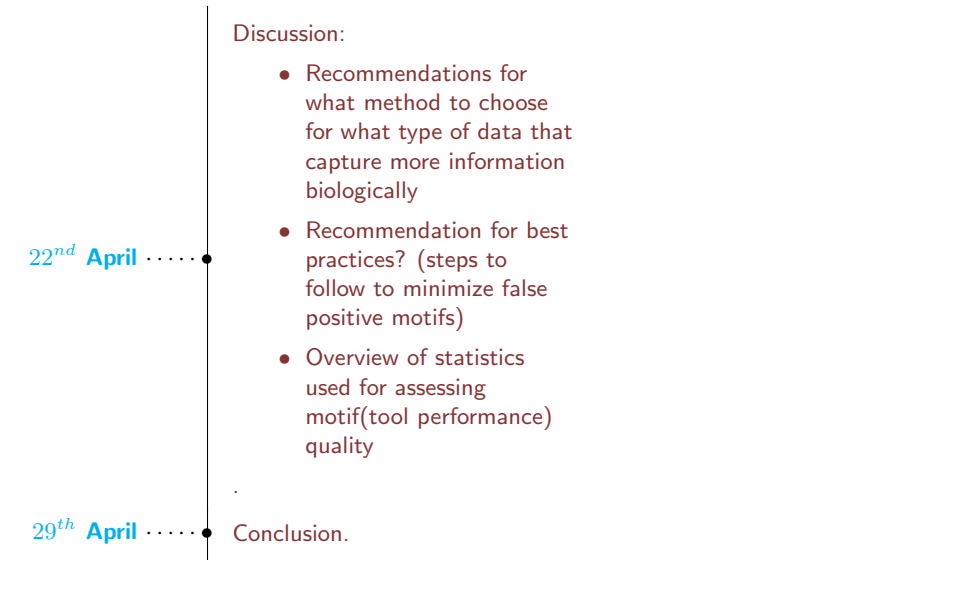 Discussion:
• Recommendations for
what method to choose
for what type of data that
capture more information
biologically
22nd April
• Recommendation for best
practices? (steps to
follow to minimize false
positive motifs)
• Overview of statistics
used for assessing
motif(tool performance)
quality
.
29th April
Conclusion.